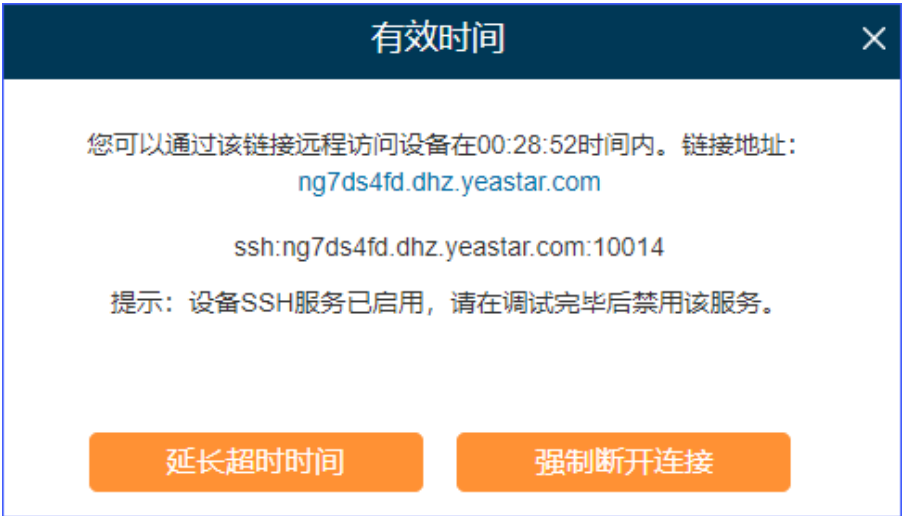 有效时间
您可以通过该链接远程访问设备在00:28:52时间内。链接地址：
ng7ds4fd.dhz.yeastar.com
ssh:ng7ds4fd.dhz.yeastar.com:10014
提示：设备SSH服务已启用，请在调试完毕后禁用该服务。
延长超时时间
强制断开连接